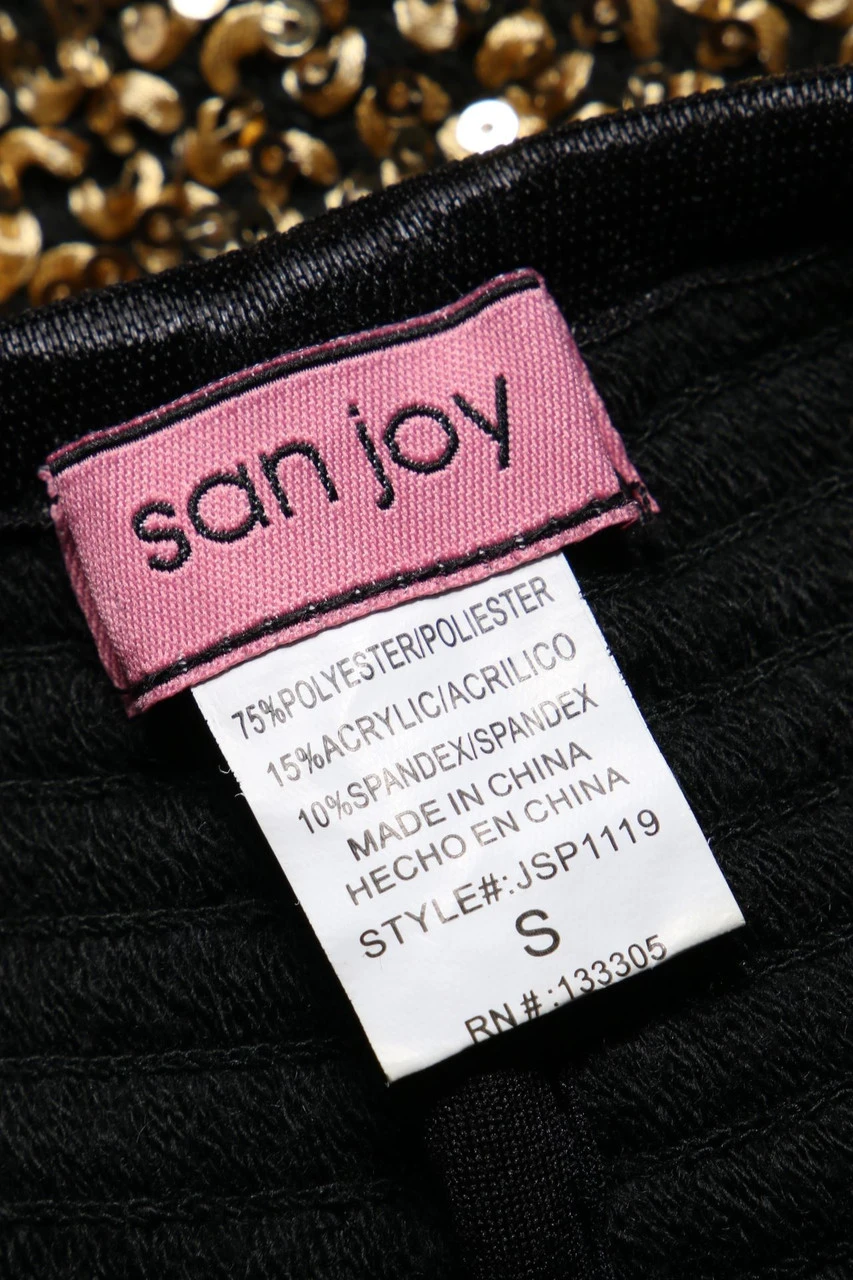 san joy
75%POLYESTER/POLIESTER
15%ACRYLIC/ACRILICO
10%SPANDEX/SPANDEX
MADE IN CHINA
HECHO EN CHINA
STYLE#:JSP1119
S
RN#:133305